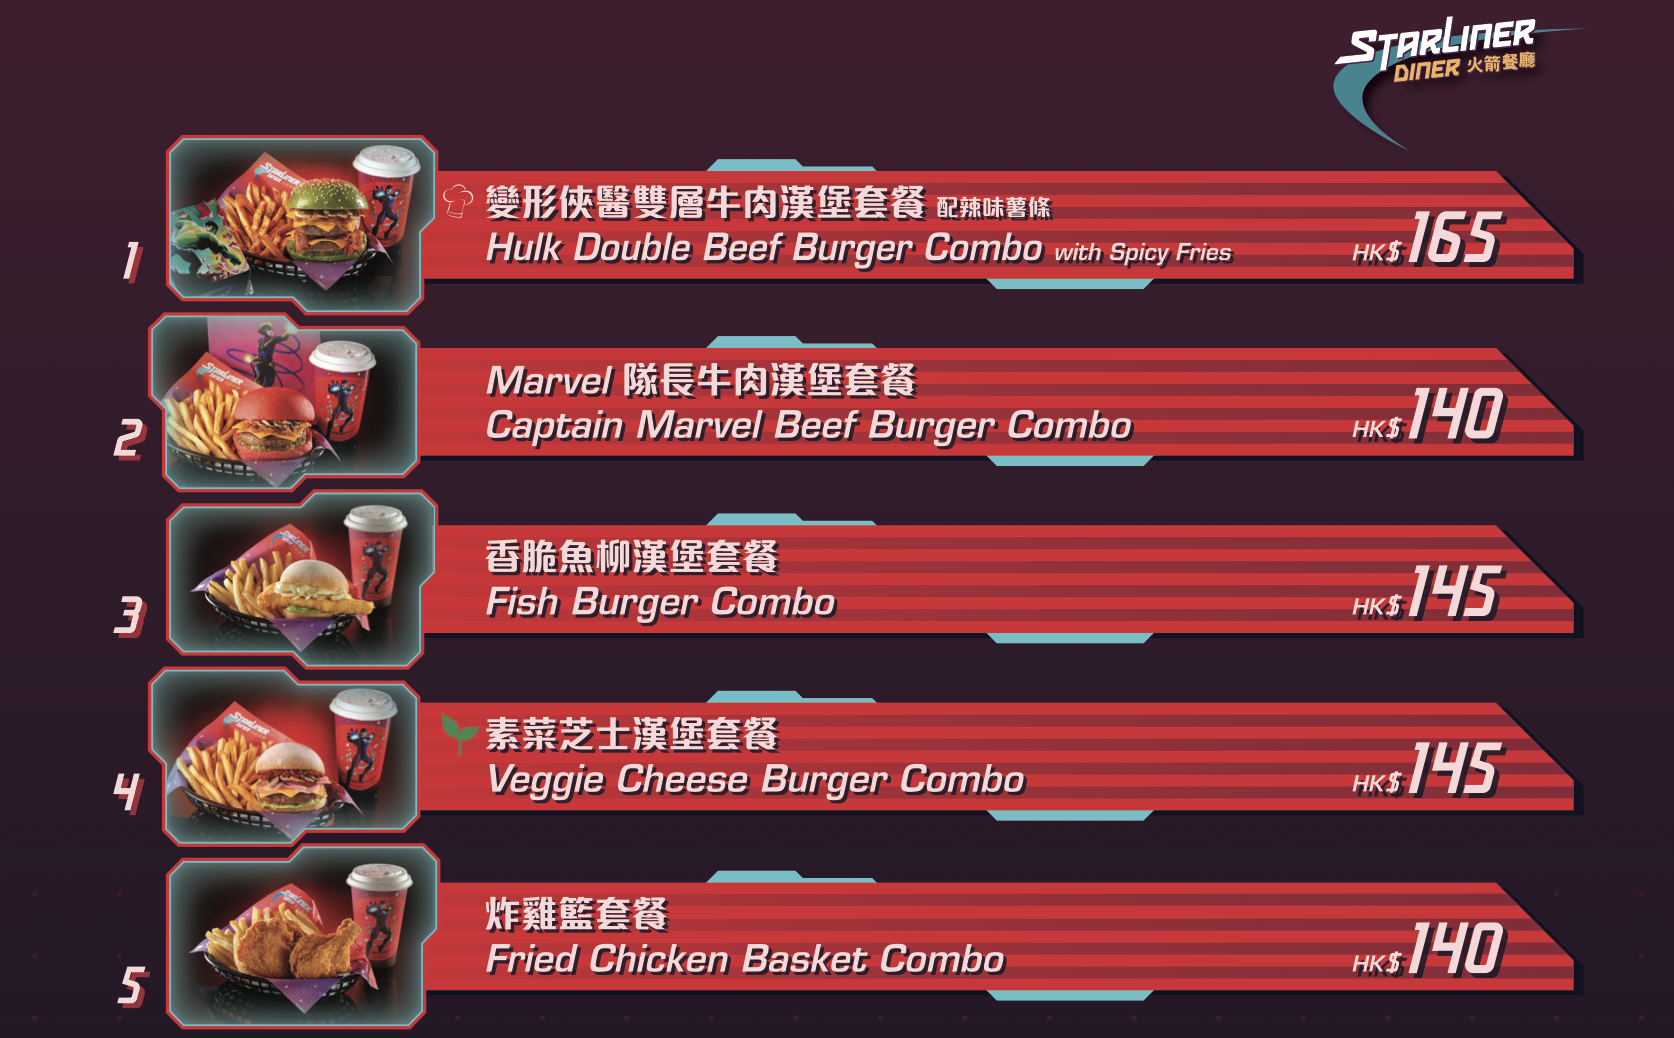 STARLINER
DINER 火箭餐廳
1
變形俠醫雙層牛肉漢堡套餐 配辣味薯條
Hulk Double Beef Burger Combo with Spicy Fries
HK$165
2
Marvel 隊長牛肉漢堡套餐
Captain Marvel Beef Burger Combo
HK$140
3
香脆魚柳漢堡套餐
Fish Burger Combo
HK$145
4
素菜芝士漢堡套餐
Veggie Cheese Burger Combo
HK$145
5
炸雞籃套餐
Fried Chicken Basket Combo
HK$140